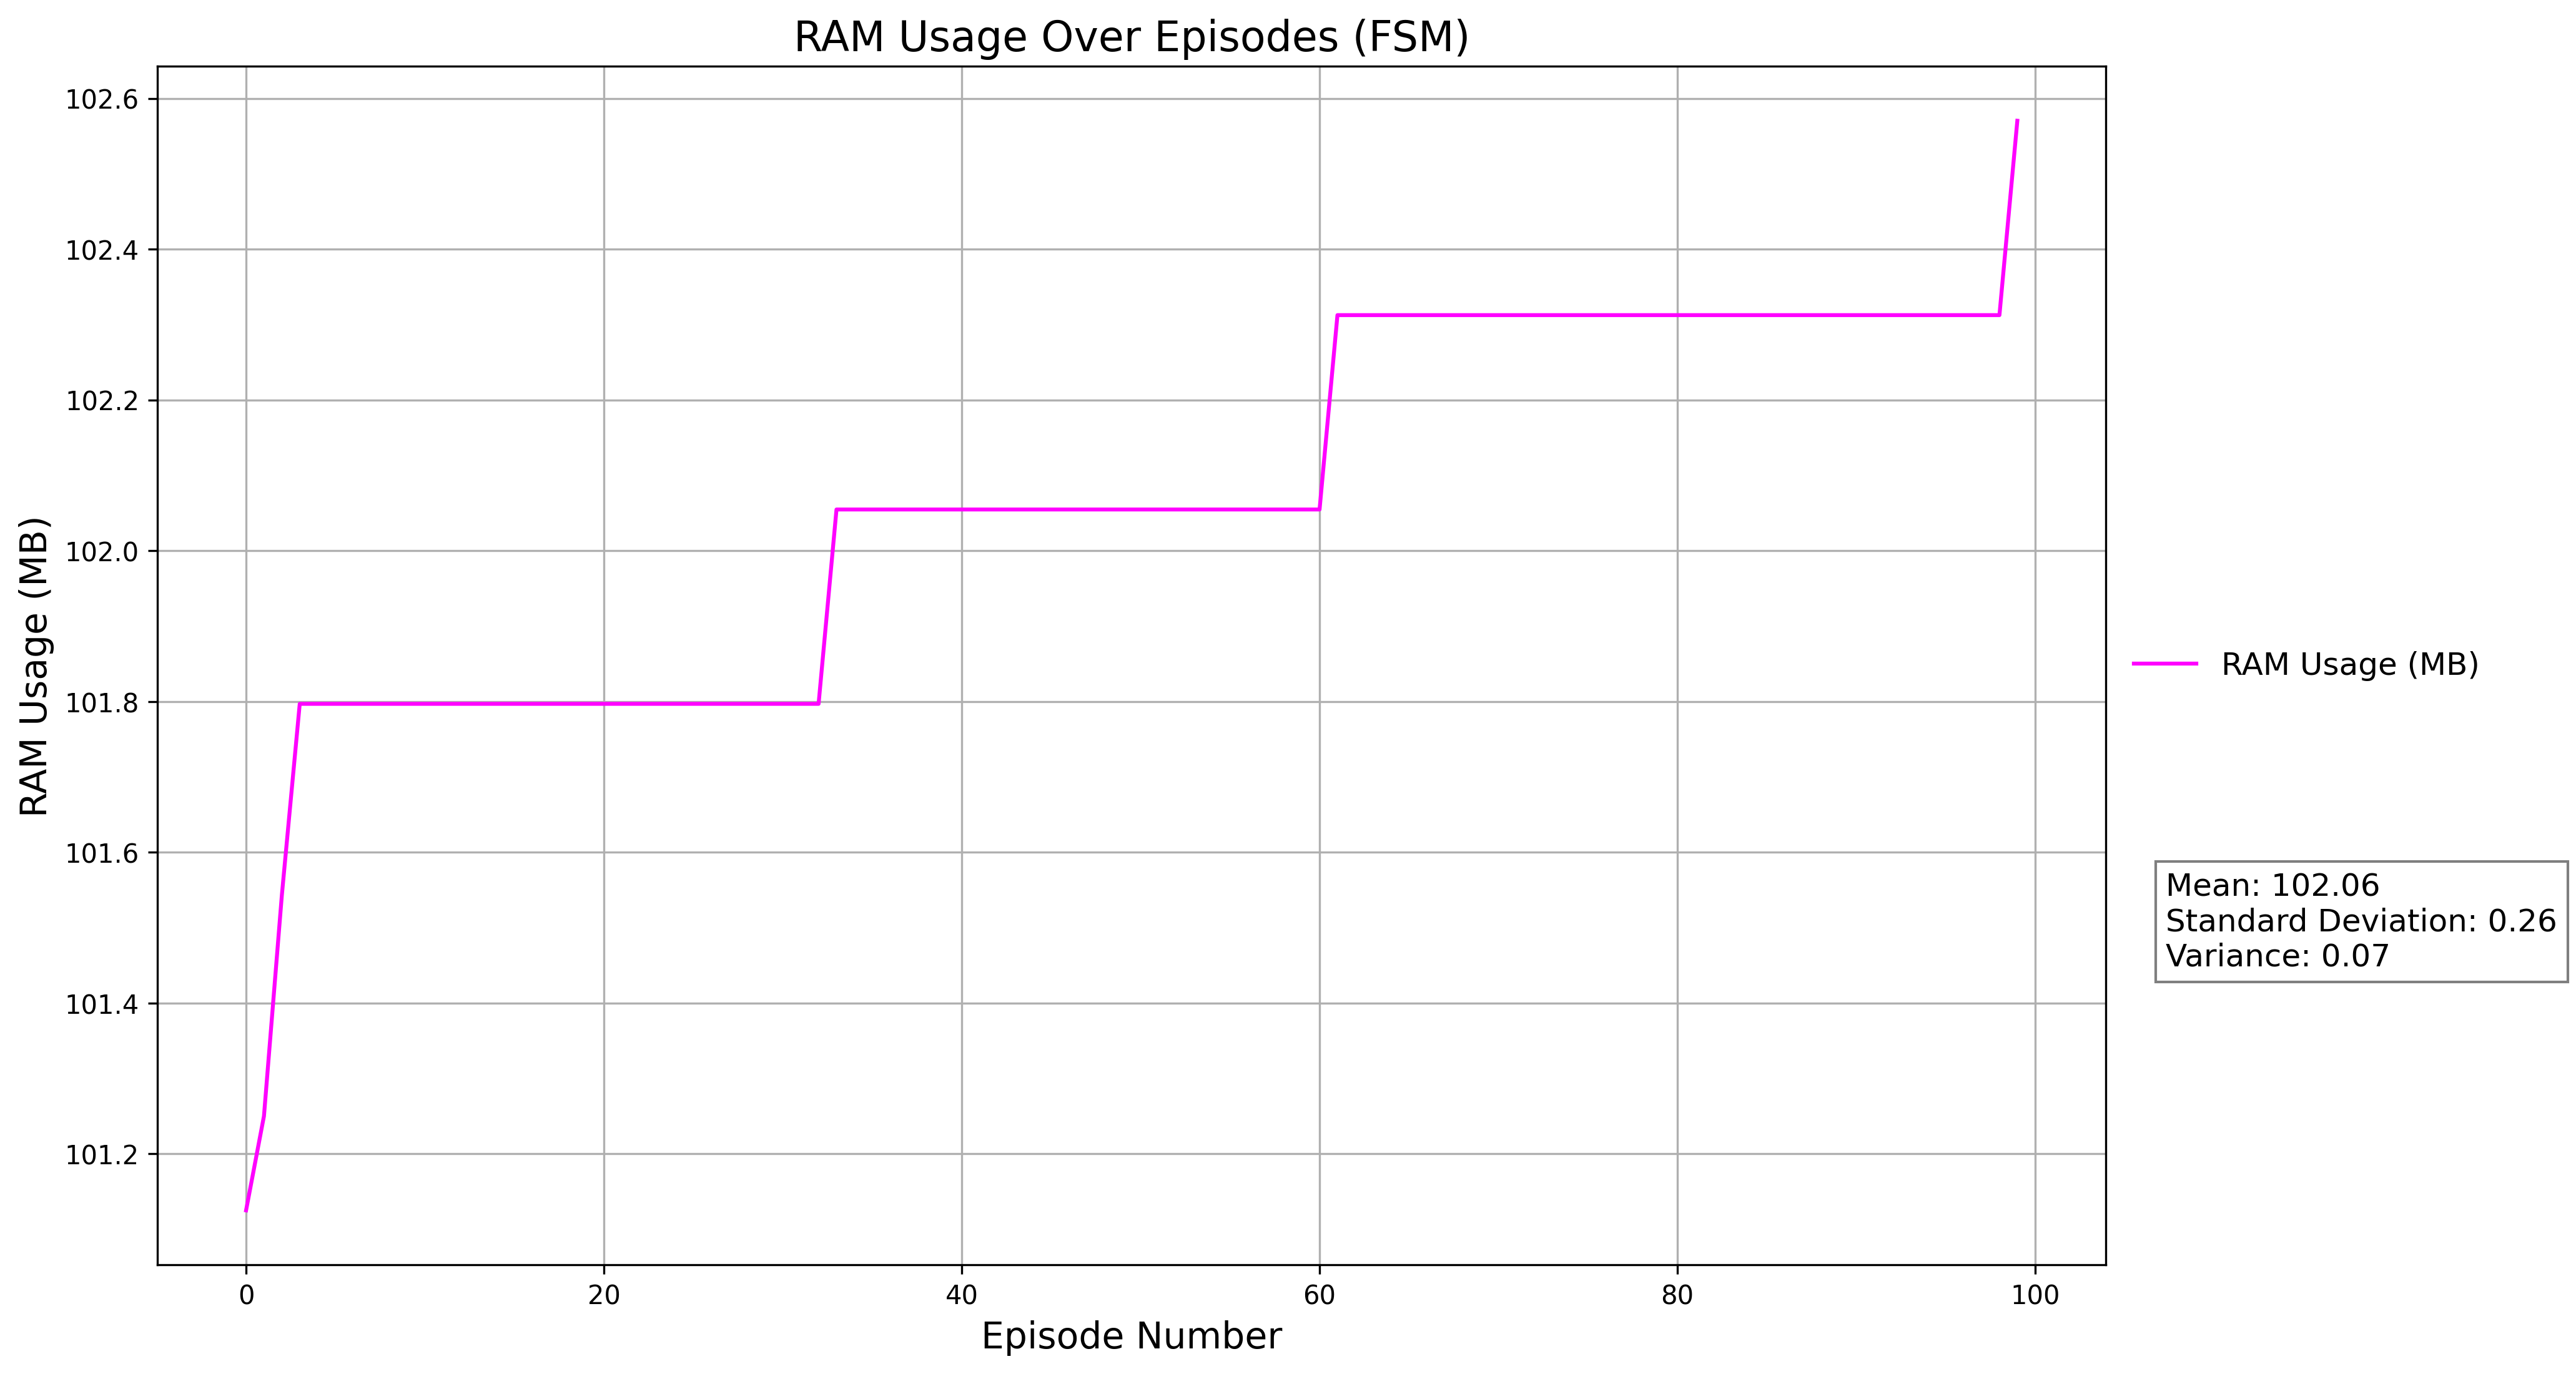 RAM Usage Over Episodes (FSM)
102.6
102.4
102.2
102.0
101.8
101.6
101.4
101.2
RAM Usage (MB)
0 20 40 60 80 100
Episode Number
RAM Usage (MB)
Mean: 102.06
Standard Deviation: 0.26
Variance: 0.07